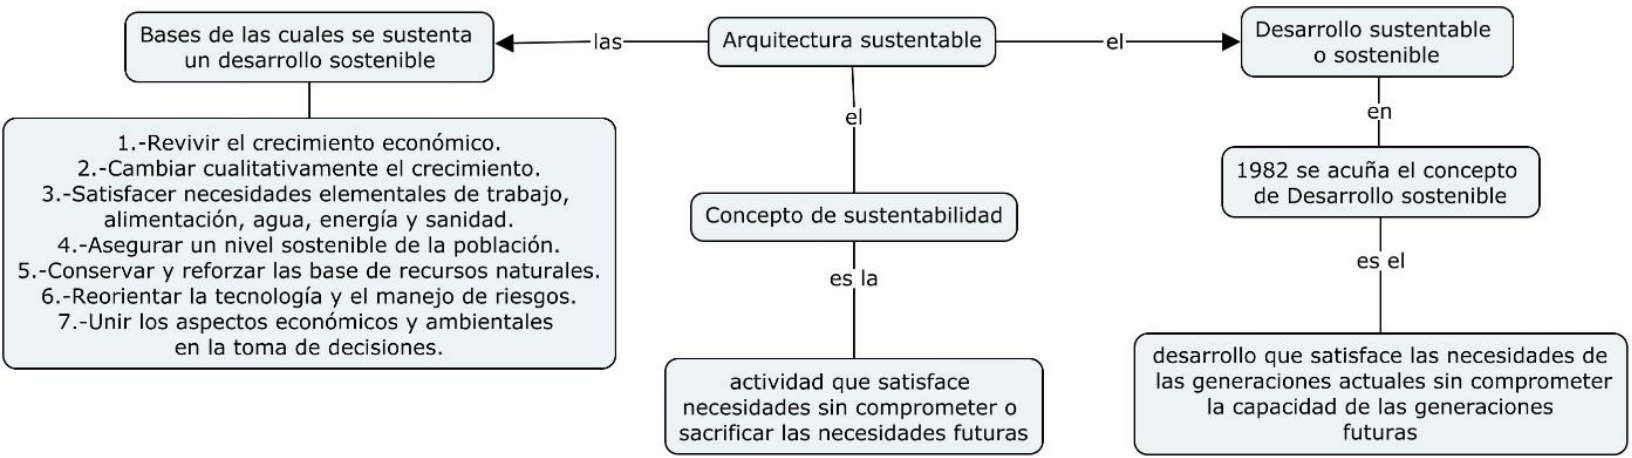 Bases de las cuales se sustenta
un desarrollo sostenible
las
Arquitectura sustentable
el
Desarrollo sustentable
o sostenible
1.-Revivir el crecimiento económico.
2.-Cambiar cualitativamente el crecimiento.
3.-Satisfacer necesidades elementales de trabajo,
alimentación, agua, energía y sanidad.
4.-Asegurar un nivel sostenible de la población.
5.-Conservar y reforzar las base de recursos naturales.
6.-Reorientar la tecnología y el manejo de riesgos.
7.-Unir los aspectos económicos y ambientales
en la toma de decisiones.
el
Concepto de sustentabilidad
es la
actividad que satisface
necesidades sin comprometer o
sacrificar las necesidades futuras
en
1982 se acuña el concepto
de Desarrollo sostenible
es el
desarrollo que satisface las necesidades de
las generaciones actuales sin comprometer
la capacidad de las generaciones
futuras